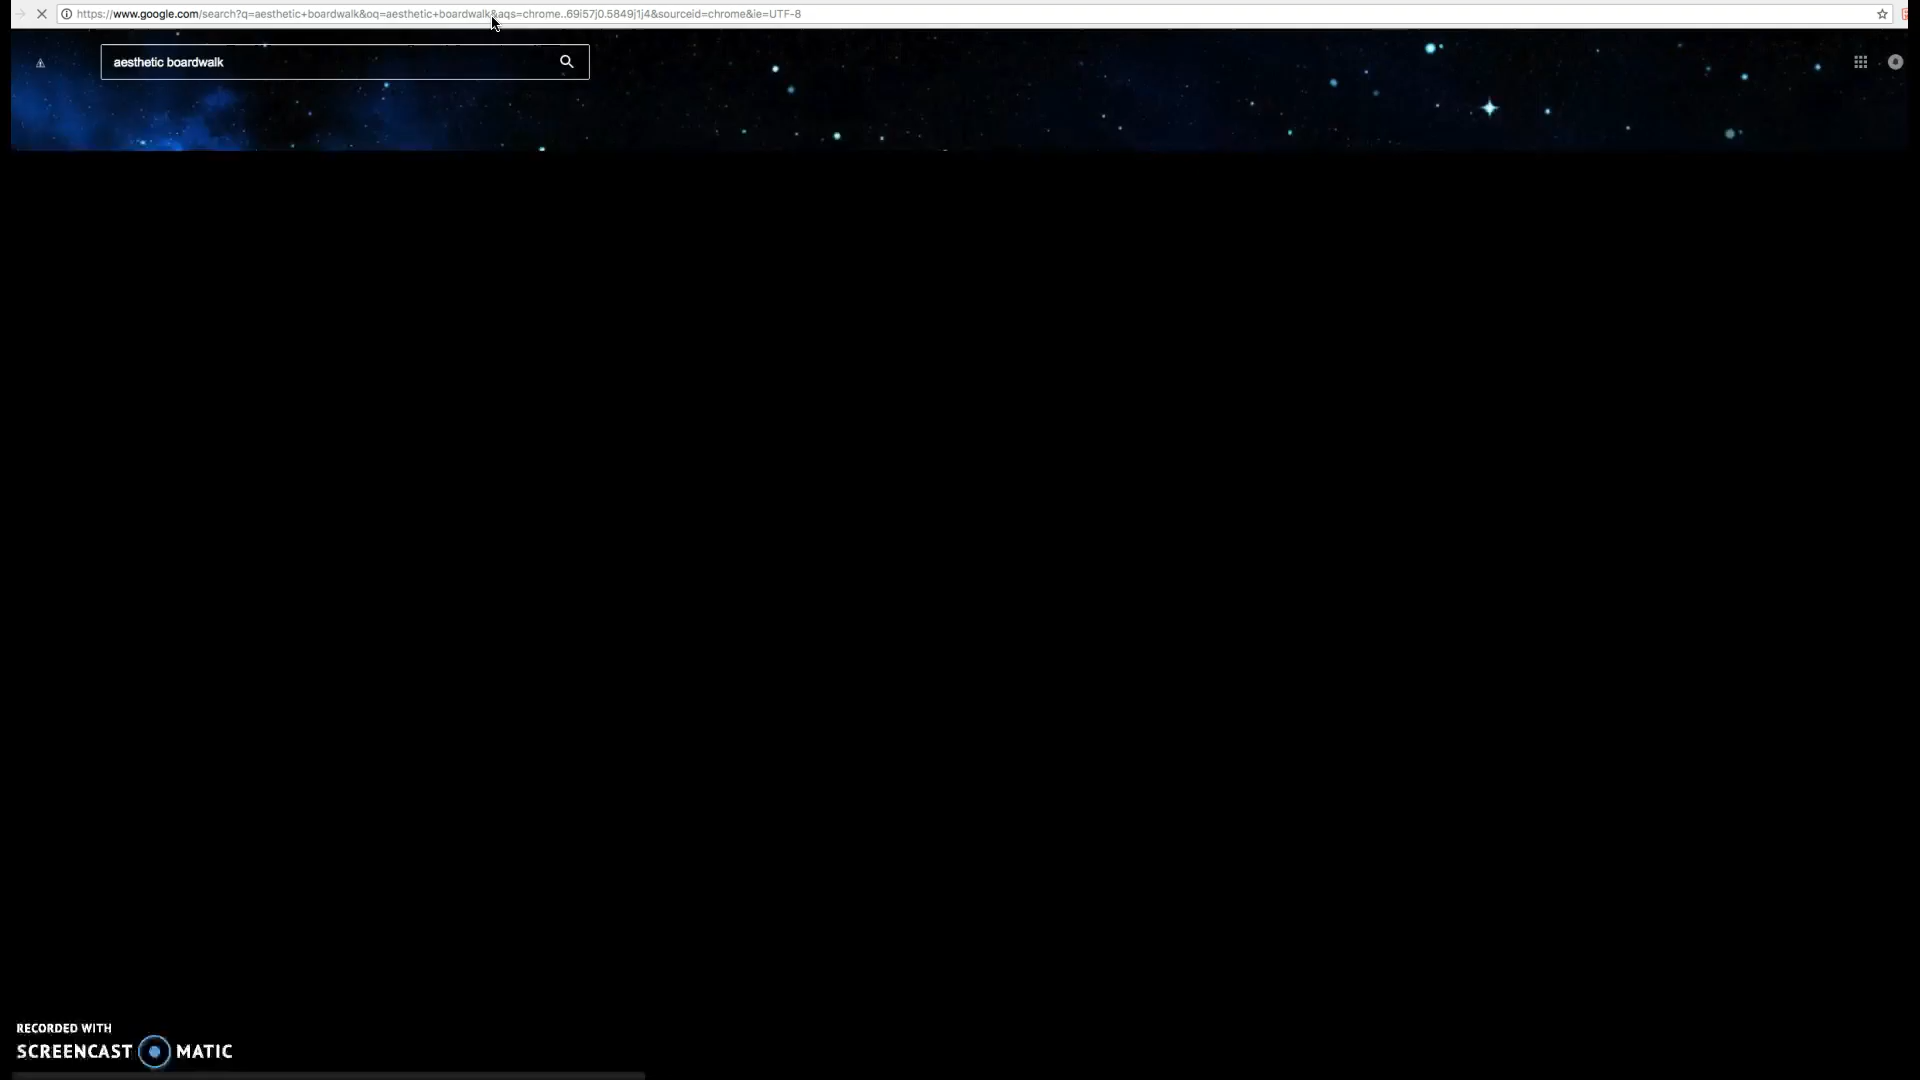 https://www.google.com/search?q=aesthetic+boardwalk&oq=aesthetic+boardwalk&aqs=chrome..69i57j0.5849j1j4&sourceid=chrome&ie=UTF-8
aesthetic boardwalk
RECORDED WITH
SCREENCAST MATIC